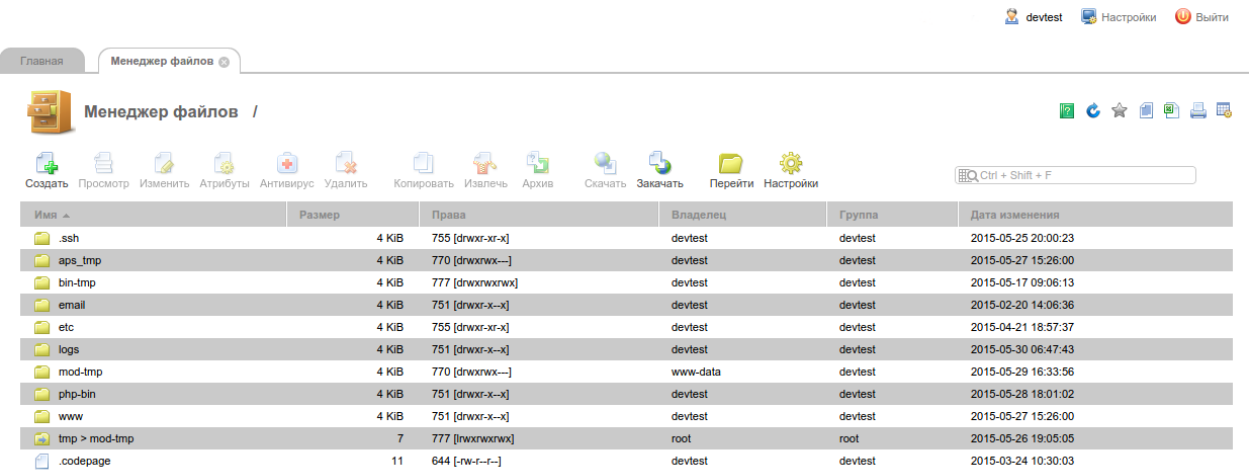 devtest Настройки Выйти
Главная Менеджер файлов
Менеджер файлов /
Создать Просмотр Изменить Атрибуты Антивирус Удалить Копировать Извлечь Архив Скачать Закачать Перейти Настройки Ctrl + Shift + F
Имя Размер Права Владелец Группа Дата изменения
.ssh 4 KiB 755 [drwxr-xr-x] devtest devtest 2015-05-25 20:00:23
aps_tmp 4 KiB 770 [drwxrwx---] devtest devtest 2015-05-27 15:26:00
bin-tmp 4 KiB 777 [drwxrwxrwx] devtest devtest 2015-05-17 09:06:13
email 4 KiB 751 [drwxr-x--x] devtest devtest 2015-02-20 14:06:36
etc 4 KiB 755 [drwxr-xr-x] devtest devtest 2015-04-21 18:57:37
logs 4 KiB 751 [drwxr-x--x] devtest devtest 2015-05-30 06:47:43
mod-tmp 4 KiB 770 [drwxrwx---] www-data devtest 2015-05-29 16:33:56
php-bin 4 KiB 751 [drwxr-x--x] devtest devtest 2015-05-28 18:01:02
www 4 KiB 751 [drwxr-x--x] devtest devtest 2015-05-27 15:26:00
tmp > mod-tmp 7 777 [lrwxrwxrwx] root root 2015-05-26 19:05:05
.codepage 11 644 [-rw-r--r--] devtest devtest 2015-03-24 10:30:03